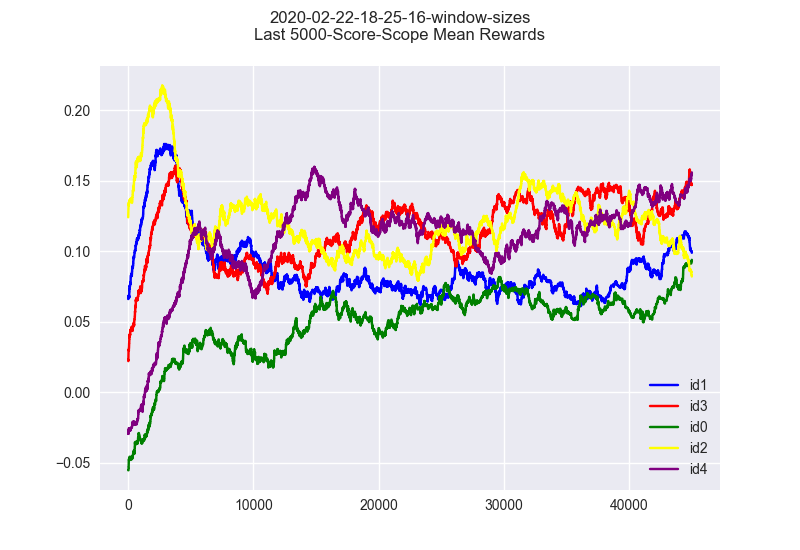 2020-02-22-18-25-16-window-sizes
Last 5000-Score-Scope Mean Rewards
0.20
0.15
0.10
0.05
0.00
−0.05
0 10000 20000 30000 40000
id1
id3
id0
id2
id4